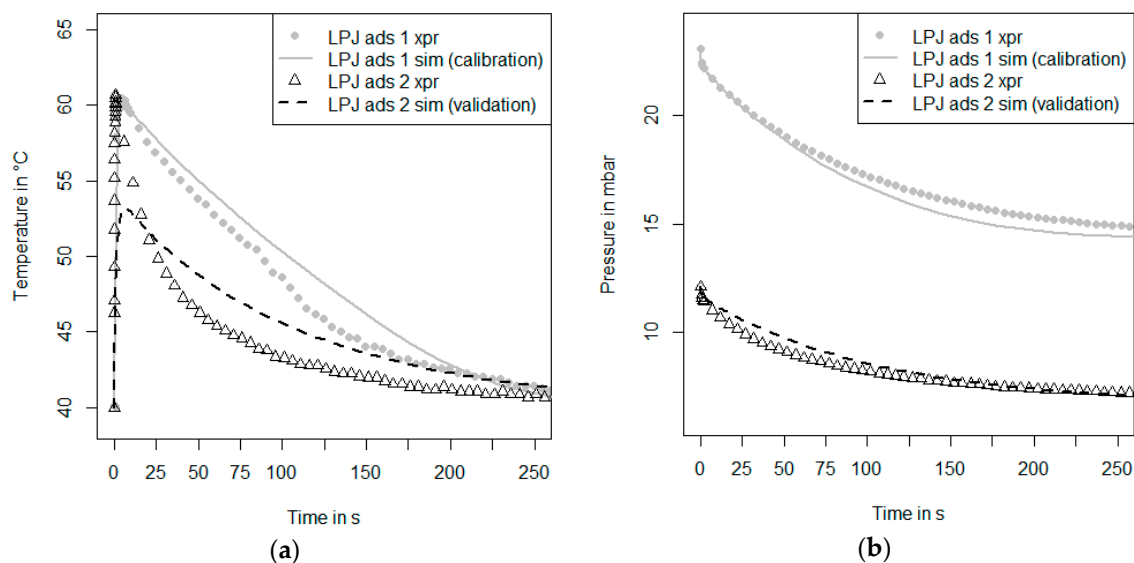 LPJ ads 1 xpr
LPJ ads 1 sim (calibration)
LPJ ads 2 xpr
LPJ ads 2 sim (validation)
65
60
55
50
45
40
Temperature in °C
0 25 50 75 100 150 200 250
Time in s
(a)
LPJ ads 1 xpr
LPJ ads 1 sim (calibration)
LPJ ads 2 xpr
LPJ ads 2 sim (validation)
20
15
10
Pressure in mbar
0 25 50 75 100 150 200 250
Time in s
(b)